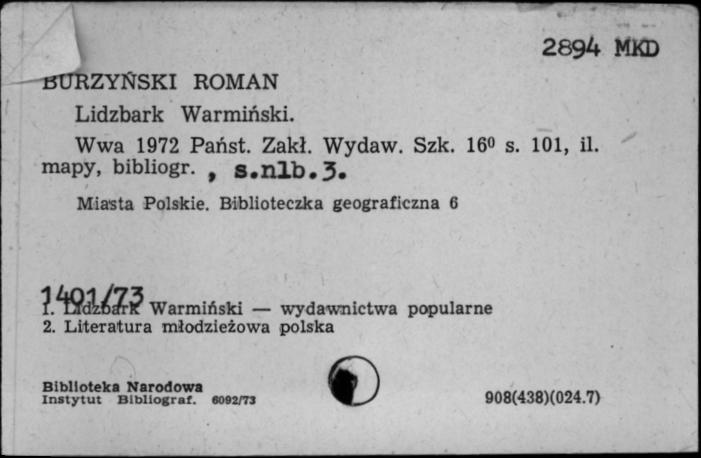 2894 MKD
BURZYŃSKI ROMAN
Lidzbark Warmiński.
Wwa 1972 Państ. Zakł. Wydaw. Szk. 16⁰ s. 101, il.
mapy, bibliogr. , s.nlb.3.
Miasta Polskie. Biblioteczka geograficzna 6
1401/73
1. Lidzbark Warmiński — wydawnictwa popularne
2. Literatura młodzieżowa polska
Biblioteka Narodowa
Instytut Bibliograf. 6092/73
908(438)(024.7)